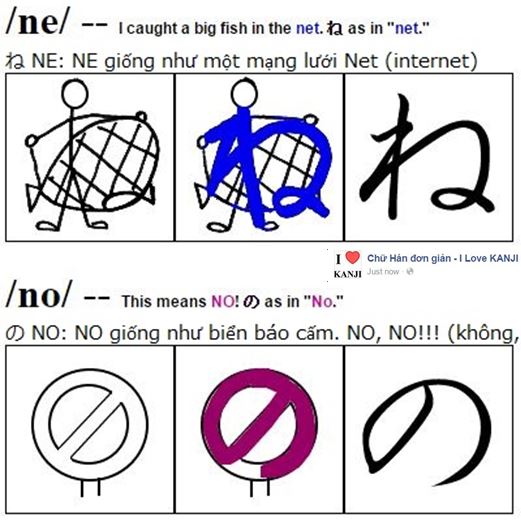 /ne/ -- I caught a big fish in the net. ね as in "net."
ね NE: NE giống như một mạng lưới Net (internet)
ね
ね
I ❤ KANJI
Chữ Hán đơn giản - I Love KANJI
Just now ·
/no/ -- This means NO! の as in "No."
の NO: NO giống như biển báo cấm. NO, NO!!! (không,
の
の